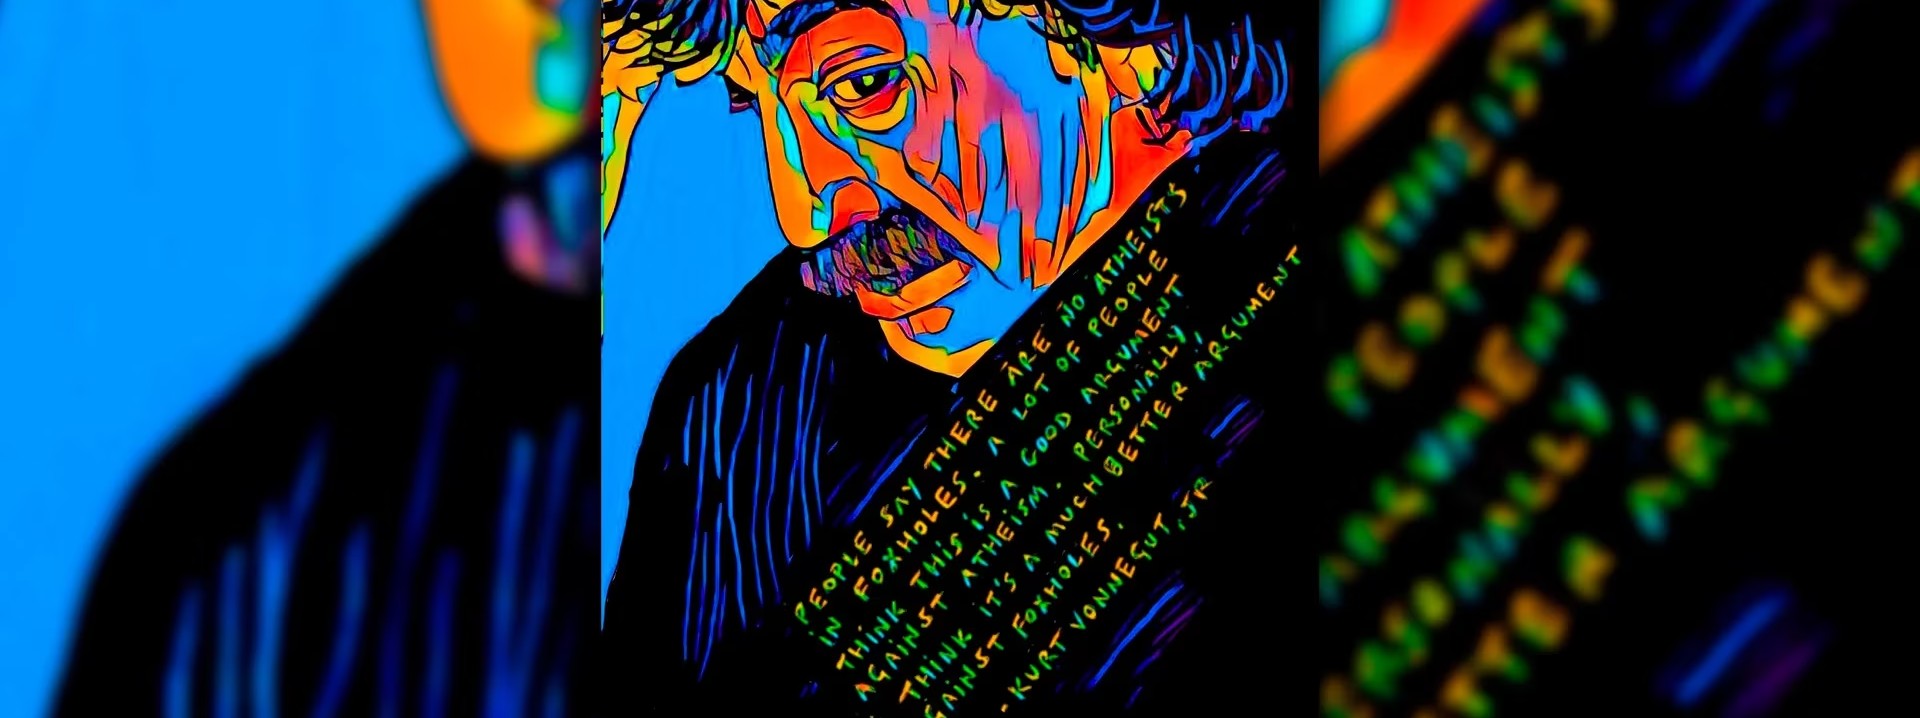 PEOPLE SAY THERE ARE NO ATHEISTS
IN FOXHOLES. A LOT OF PEOPLE
THINK THIS IS A GOOD ARGUMENT
AGAINST ATHEISM. PERSONALLY,
THINK IT'S A MUCH BETTER ARGUMENT
GAINST FOXHOLES.
- KURT VONNEGUT, JR